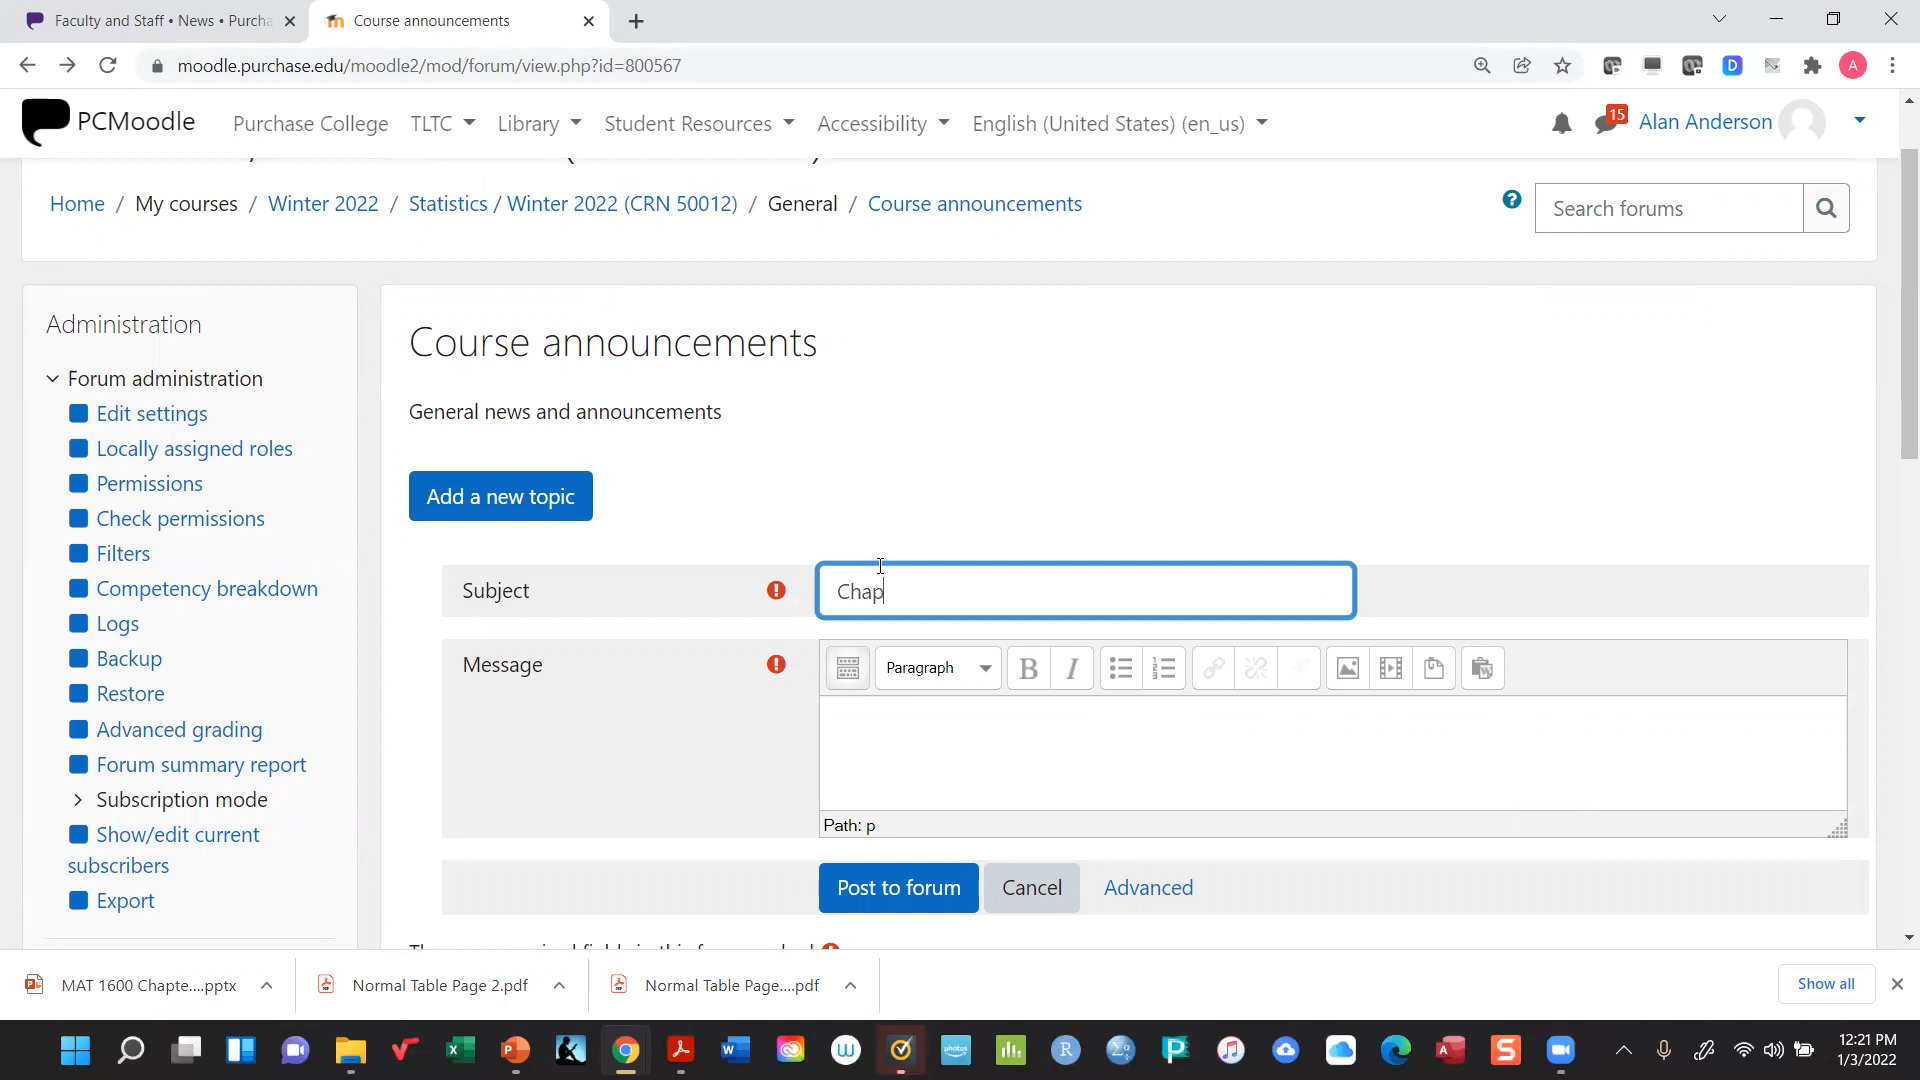 Faculty and Staff • News • Purcha
Course announcements
moodle.purchase.edu/moodle2/mod/forum/view.php?id=800567
D
A
PCMoodle
Purchase College
TLTC
Library
Student Resources
Accessibility
English (United States) (en_us)
15
Alan Anderson
Home / My courses / Winter 2022 / Statistics / Winter 2022 (CRN 50012) / General / Course announcements
?
Search forums
Administration
Forum administration
Edit settings
Locally assigned roles
Permissions
Check permissions
Filters
Competency breakdown
Logs
Backup
Restore
Advanced grading
Forum summary report
Subscription mode
Show/edit current
subscribers
Export
Course announcements
General news and announcements
Add a new topic
Subject
Chap
Message
Paragraph
B I
Path: p
Post to forum
Cancel
Advanced
MAT 1600 Chapte....pptx
Normal Table Page 2.pdf
Normal Table Page....pdf
Show all
12:21 PM
1/3/2022